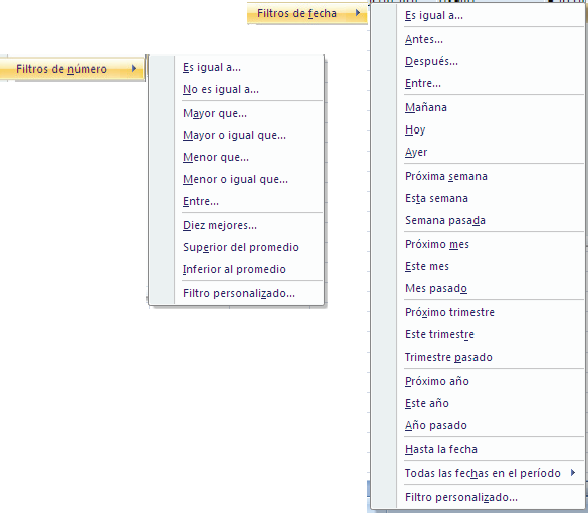 Filtros de número
Es igual a...
No es igual a...
Mayor que...
Mayor o igual que...
Menor que...
Menor o igual que...
Entre...
Diez mejores...
Superior del promedio
Inferior al promedio
Filtro personalizado...
Filtros de fecha
Es igual a...
Antes...
Después...
Entre...
Mañana
Hoy
Ayer
Próxima semana
Esta semana
Semana pasada
Próximo mes
Este mes
Mes pasado
Próximo trimestre
Este trimestre
Trimestre pasado
Próximo año
Este año
Año pasado
Hasta la fecha
Todas las fechas en el período
Filtro personalizado...